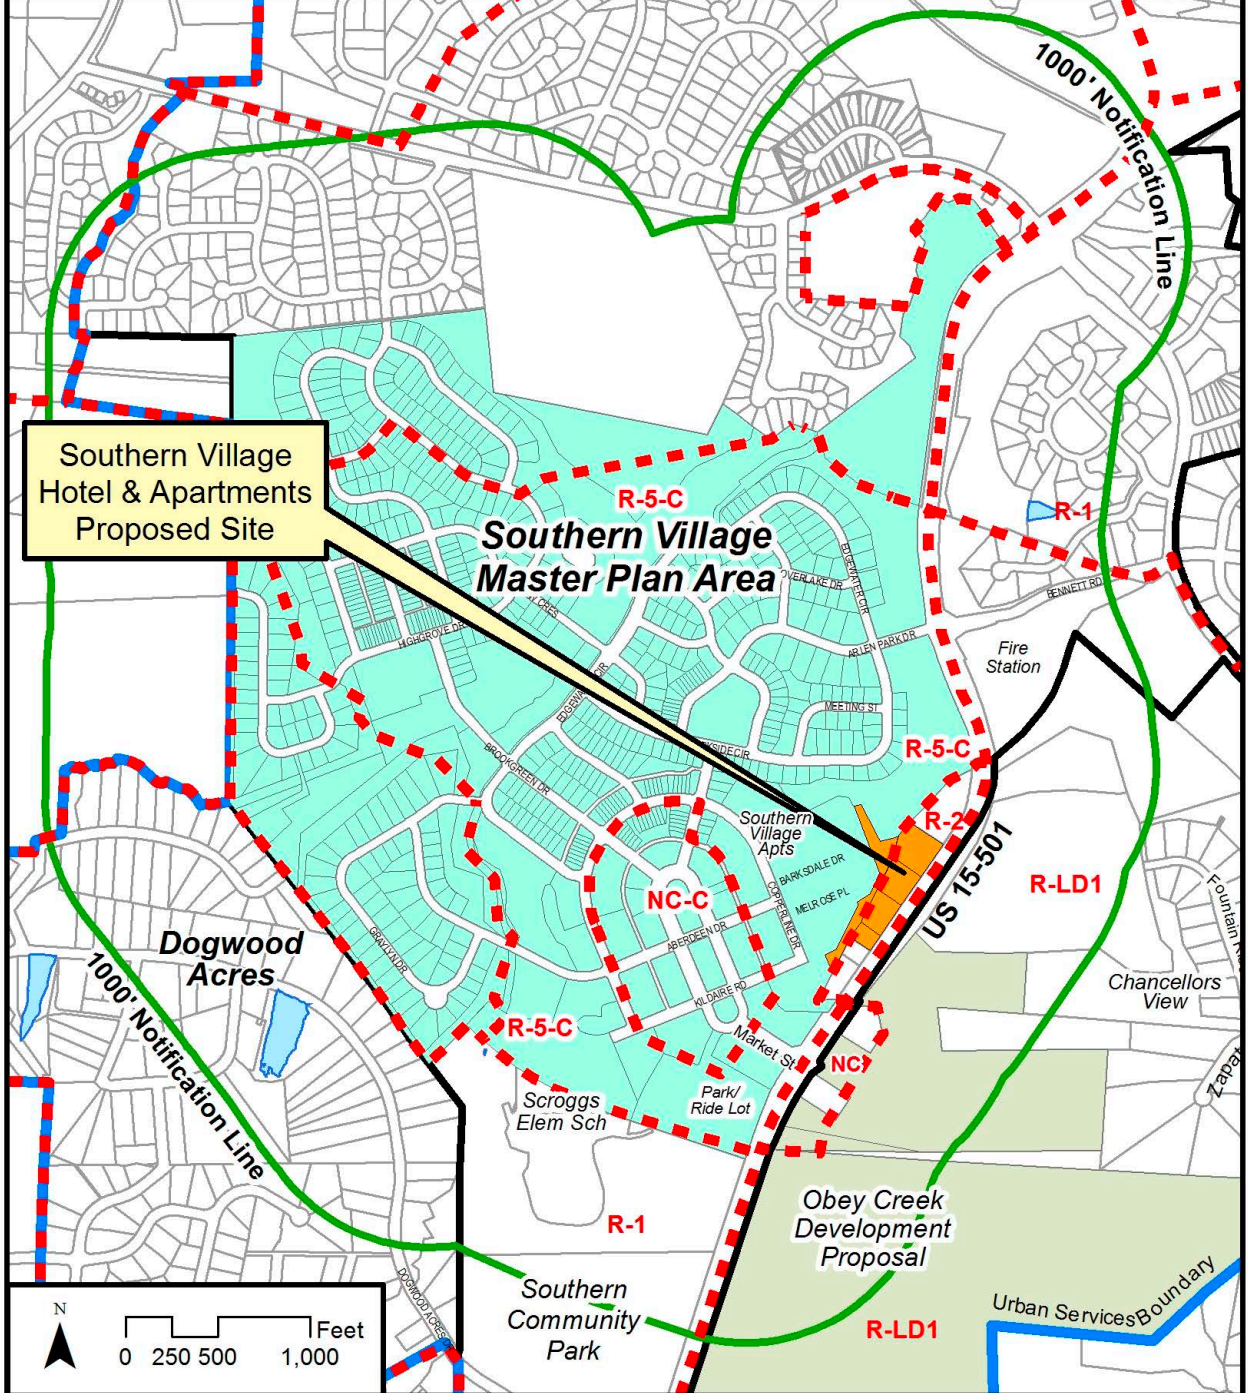 1000' Notification Line
Southern Village
Hotel & Apartments
Proposed Site
R-5-C
Southern Village
Master Plan Area
R-1
OVERLAKE DR
EDGEWATER CIR
BENNETT RD
HIGHGROVE DR
ARLEN PARK DR
Fire
Station
MEETING ST
BROOKGREEN DR
R-5-C
R-2
Southern
Village
Apts
US 15-501
BARKSDALE DR
MELROSE PL
COPPERLINE DR
R-LD1
NC-C
ABERDEEN DR
KILDAIRE RD
Dogwood
Acres
GRAYLYN DR
1000' Notification Line
Chancellors
View
R-5-C
Market St
NC
Park/
Ride Lot
Scroggs
Elem Sch
R-1
Obey Creek
Development
Proposal
Southern
Community
Park
DOGWOOD ACRES
Urban Services Boundary
R-LD1
N
Feet
0 250 500 1,000